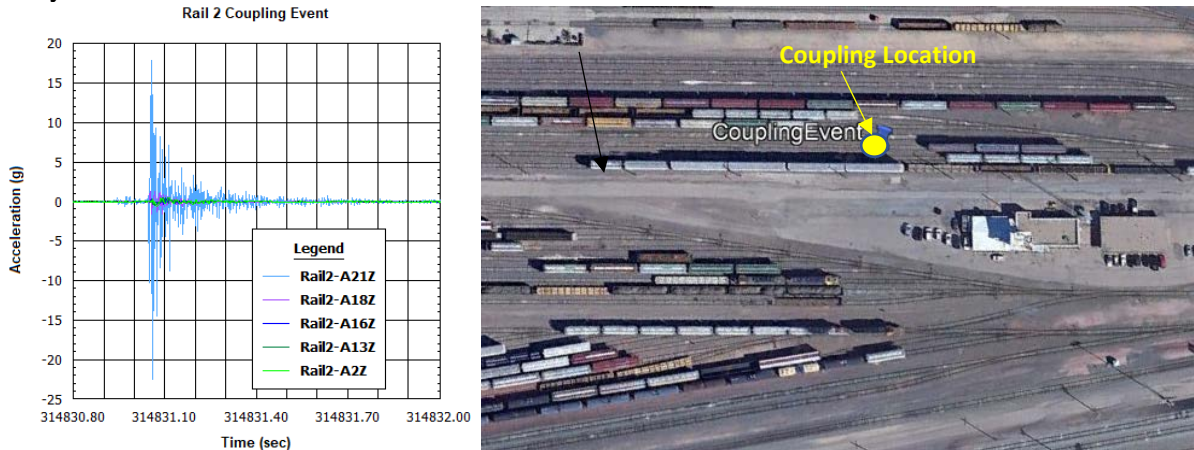 Rail 2 Coupling Event
Acceleration (g)
20
15
10
5
0
-5
-10
-15
-20
-25
Legend
Rail2-A21Z
Rail2-A18Z
Rail2-A16Z
Rail2-A13Z
Rail2-A2Z
314830.80 314831.10 314831.40 314831.70 314832.00
Time (sec)
Coupling Location
CouplingEvent